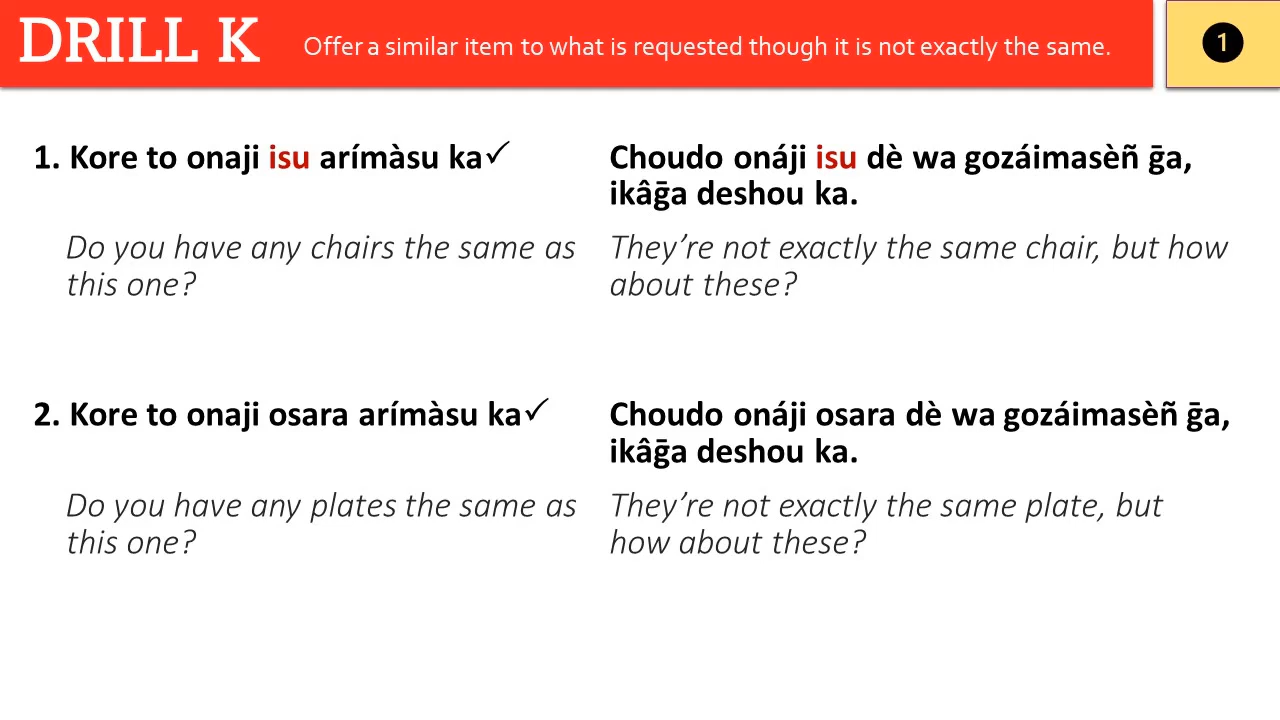 DRILL K
Offer a similar item to what is requested though it is not exactly the same.
1
1. Kore to onaji isu arímàsu ka✓
Do you have any chairs the same as
this one?
Choudo onáji isu dè wa gozáimasèñ ḡa,
ikâḡa deshou ka.
They’re not exactly the same chair, but how
about these?
2. Kore to onaji osara arímàsu ka✓
Do you have any plates the same as
this one?
Choudo onáji osara dè wa gozáimasèñ ḡa,
ikâḡa deshou ka.
They’re not exactly the same plate, but
how about these?